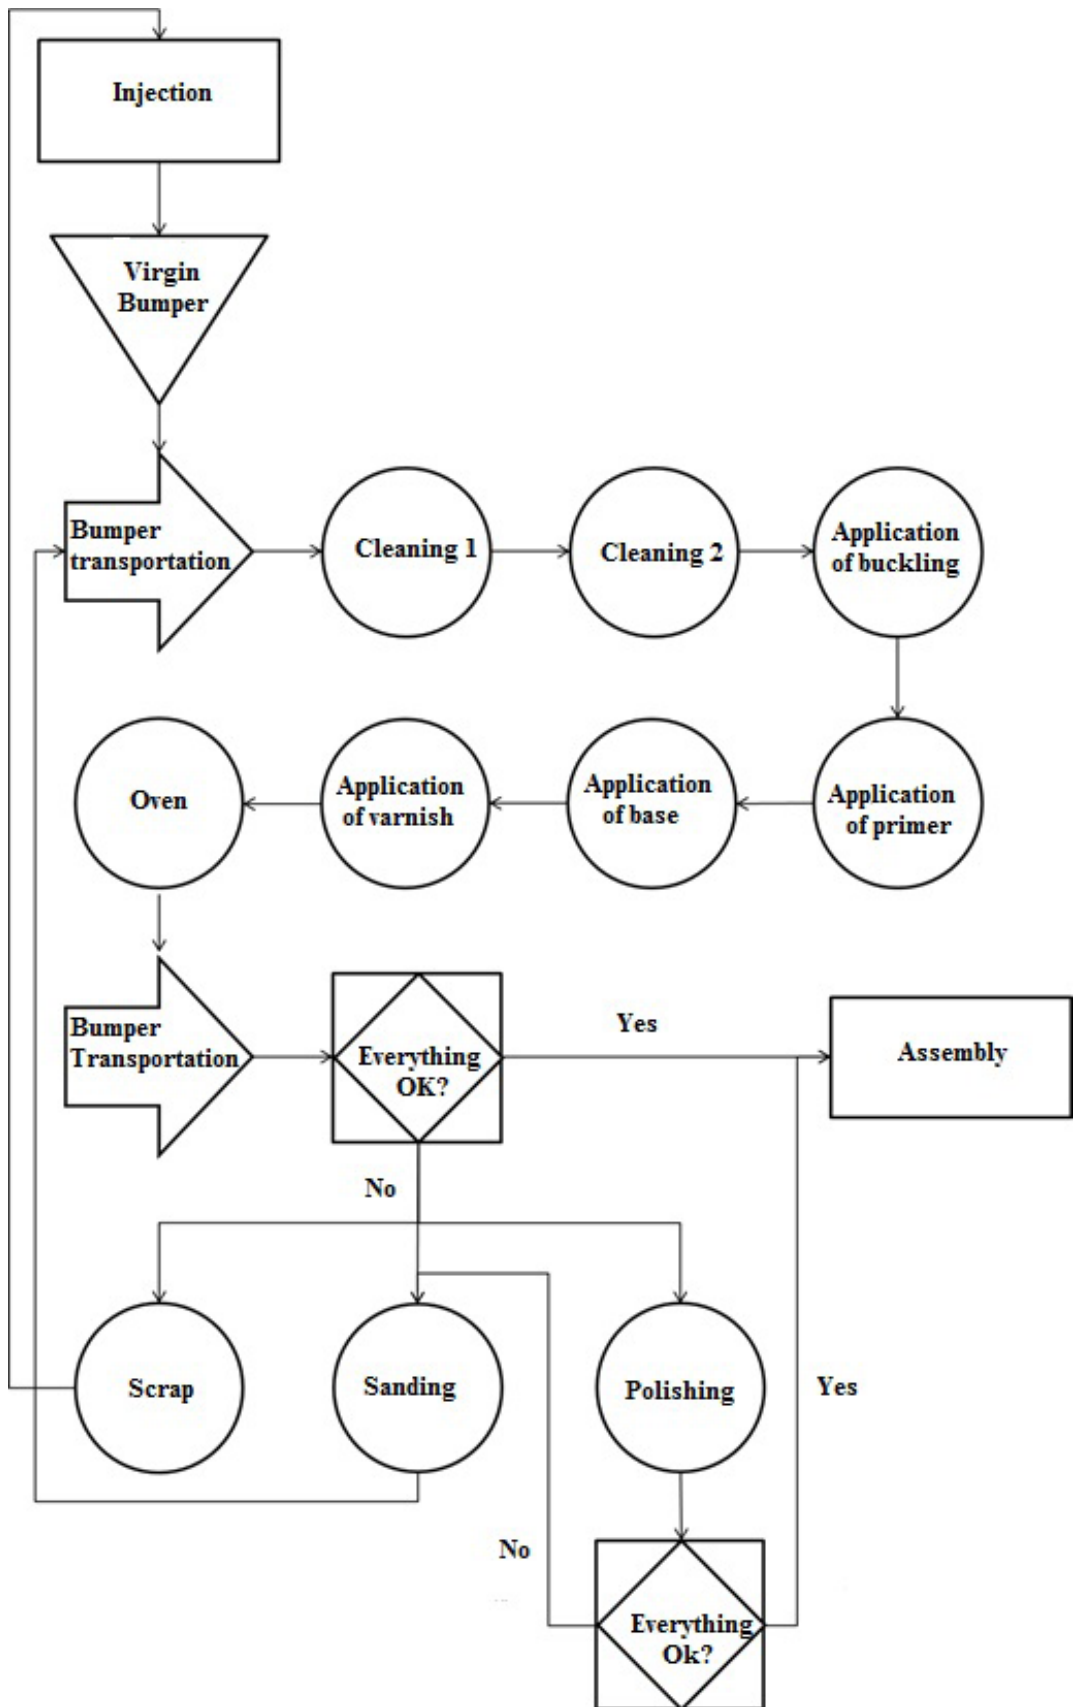 Injection
Virgin
Bumper
Bumper
transportation
Cleaning 1
Cleaning 2
Application
of buckling
Oven
Application
of varnish
Application
of base
Application
of primer
Bumper
Transportation
Everything
OK?
Yes
Assembly
No
Scrap
Sanding
Polishing
Yes
No
Everything
Ok?